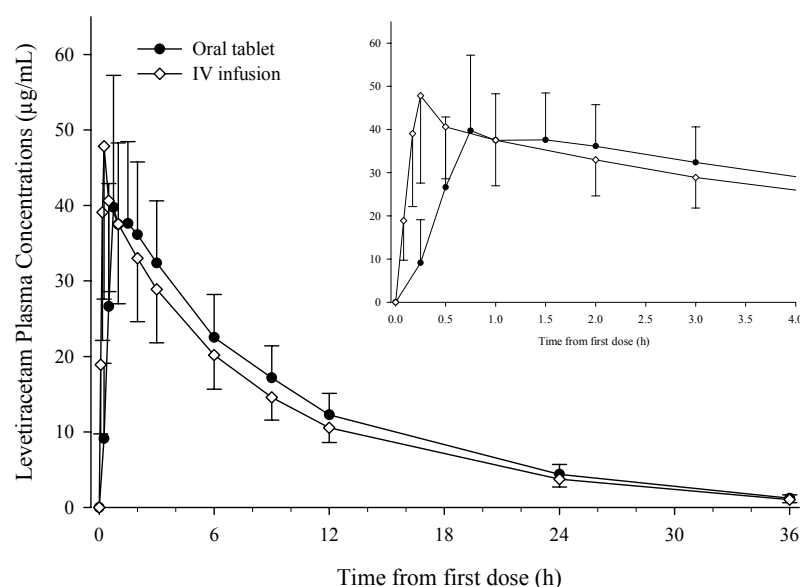 Levetiracetam Plasma Concentrations (µg/mL)
60
50
40
30
20
10
0
Oral tablet
IV infusion
60
50
40
30
20
10
0
0.0 0.5 1.0 1.5 2.0 2.5 3.0 3.5 4.0
Time from first dose (h)
0 6 12 18 24 30 36
Time from first dose (h)